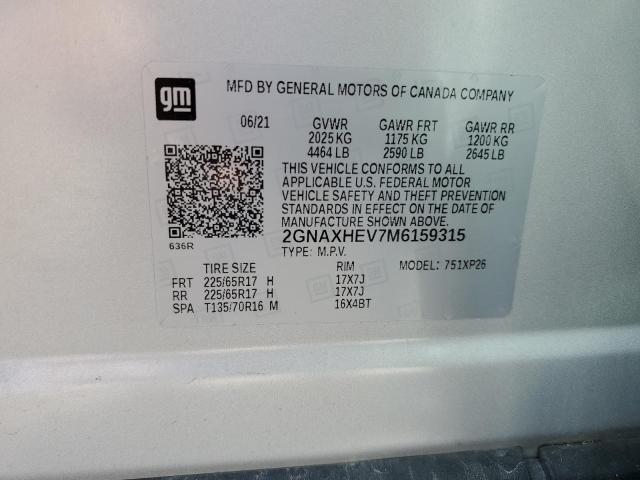 gm
MFD BY GENERAL MOTORS OF CANADA COMPANY
06/21 GVWR GAWR FRT GAWR RR
2025 KG 1175 KG 1200 KG
4464 LB 2590 LB 2645 LB
THIS VEHICLE CONFORMS TO ALL
APPLICABLE U.S. FEDERAL MOTOR
VEHICLE SAFETY AND THEFT PREVENTION
STANDARDS IN EFFECT ON THE DATE OF
MANUFACTURE SHOWN ABOVE.
636R
2GNAXHEV7M6159315
TYPE: M.P.V. MODEL: 751XP26
TIRE SIZE RIM
FRT 225/65R17 H 17X7J
RR 225/65R17 H 17X7J
SPA T135/70R16 M 16X4BT